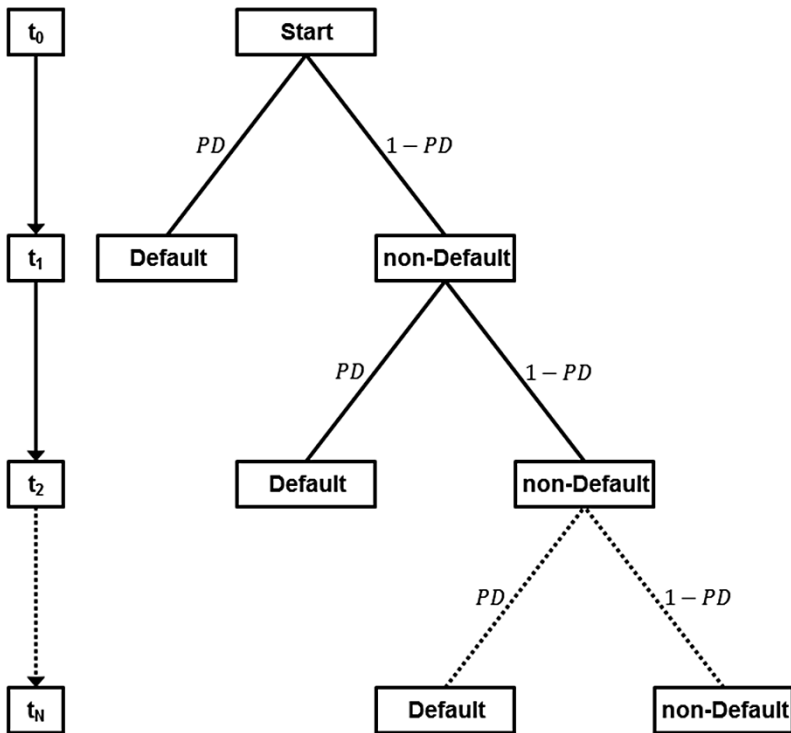 t₀ Start
PD 1 − PD
t₁ Default non-Default
PD 1 − PD
t₂ Default non-Default
PD 1 − PD
t_N Default non-Default